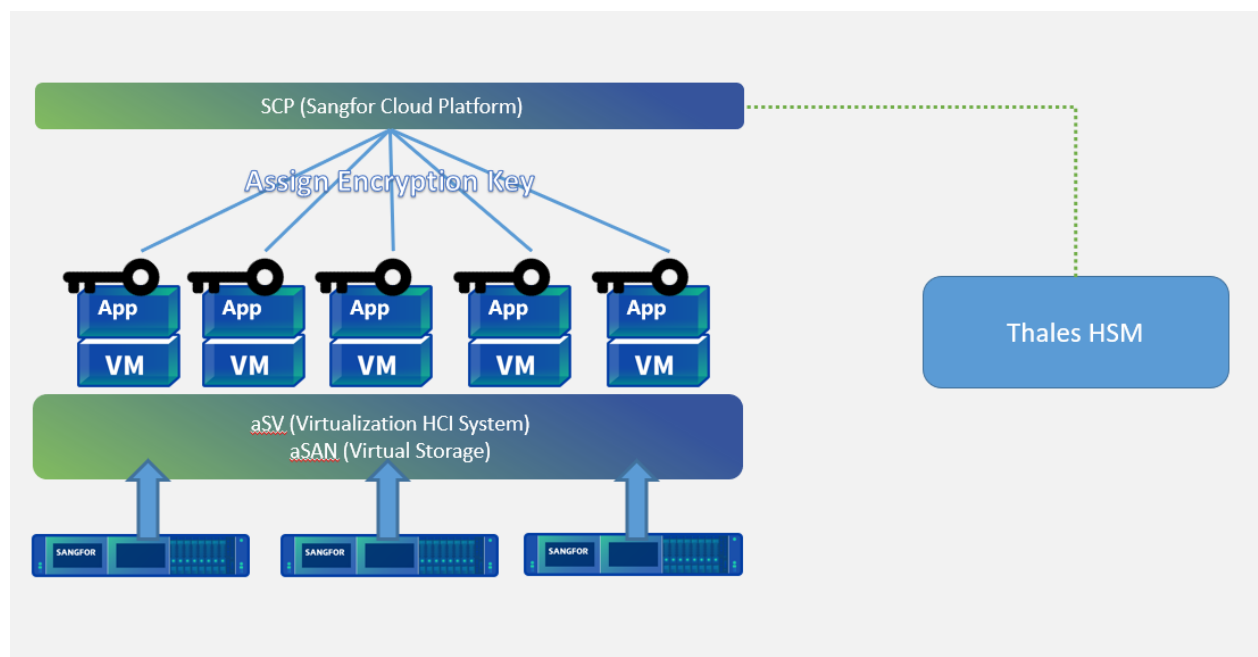 SCP (Sangfor Cloud Platform)
Assign Encryption Key
App App App App App
VM VM VM VM VM
Thales HSM
aSV (Virtualization HCI System)
aSAN (Virtual Storage)
SANGFOR SANGFOR SANGFOR